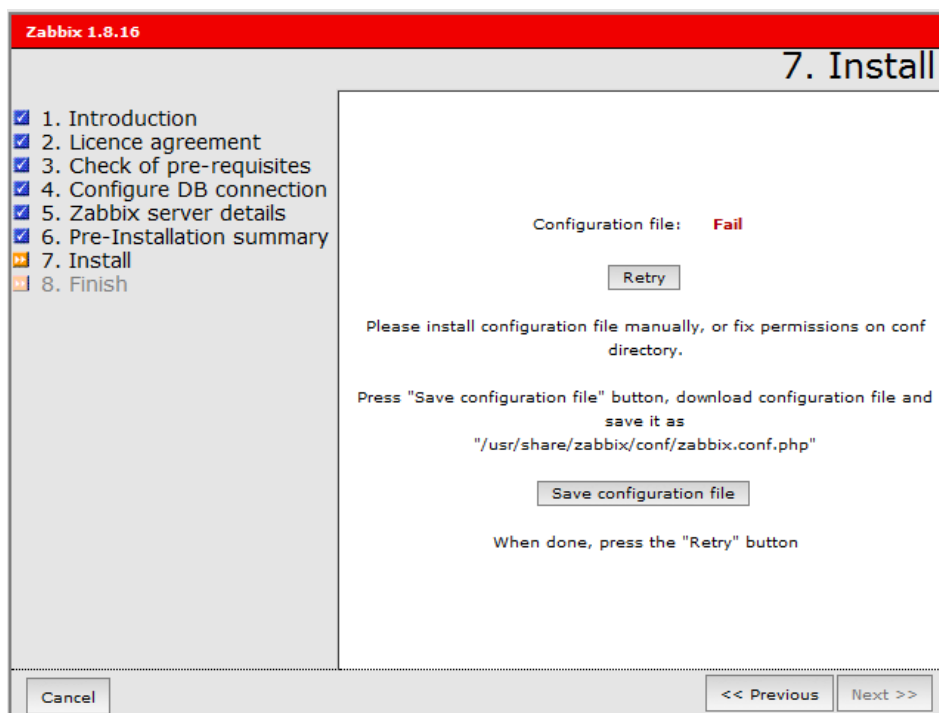 Zabbix 1.8.16
7. Install
1. Introduction
2. Licence agreement
3. Check of pre-requisites
4. Configure DB connection
5. Zabbix server details
6. Pre-Installation summary
7. Install
8. Finish
Configuration file: Fail
Retry
Please install configuration file manually, or fix permissions on conf
directory.
Press "Save configuration file" button, download configuration file and
save it as
"/usr/share/zabbix/conf/zabbix.conf.php"
Save configuration file
When done, press the "Retry" button
Cancel
<< Previous
Next >>